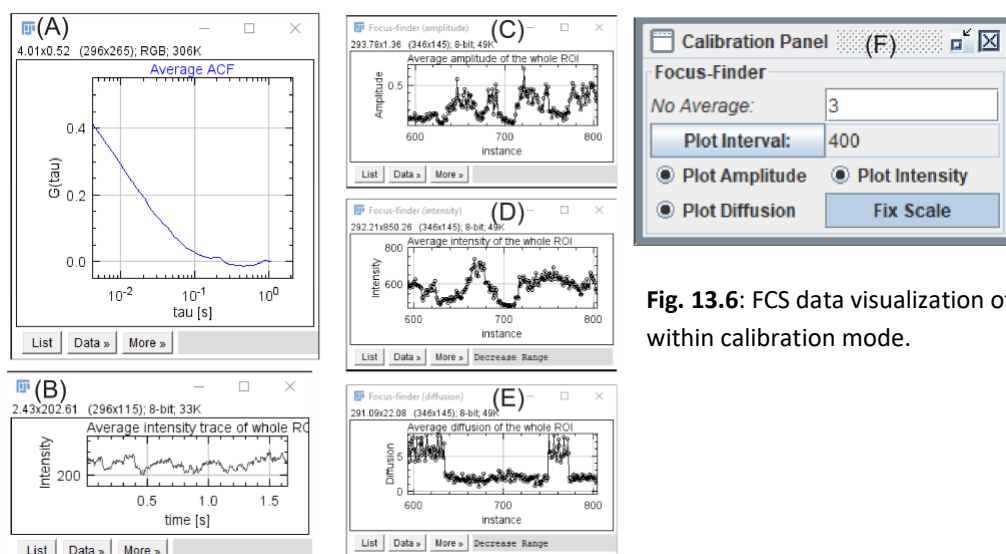 (A)
4.01x0.52 (296x265); RGB; 306K
Average ACF
G(tau)
0.4
0.2
0.0
10-2 10-1 100
tau [s]
List Data » More »
(B)
2.43x202.61 (296x115); 8-bit; 33K
Average intensity trace of whole RO
Intensity
200
0.5 1.0 1.5
time [s]
List Data » More »
Focus-finder (amplitude) (C)
293.78x1.36 (346x145); 8-bit; 49K
Average amplitude of the whole ROI
Amplitude
0.5
600 700 800
instance
List Data » More »
Focus-finder (intensity) (D)
292.21x850.26 (346x145); 8-bit; 49K
Average intensity of the whole ROI
Intensity
800
600
600 700 800
instance
List Data » More » Decrease Range
Focus-finder (diffusion) (E)
291.09x22.08 (346x145); 8-bit; 49K
Average diffusion of the whole ROI
Diffusion
5
0
600 700 800
instance
List Data » More » Decrease Range
Calibration Panel (F)
Focus-Finder
No Average: 3
Plot Interval: 400
Plot Amplitude Plot Intensity
Plot Diffusion Fix Scale
Fig. 13.6: FCS data visualization o
within calibration mode.